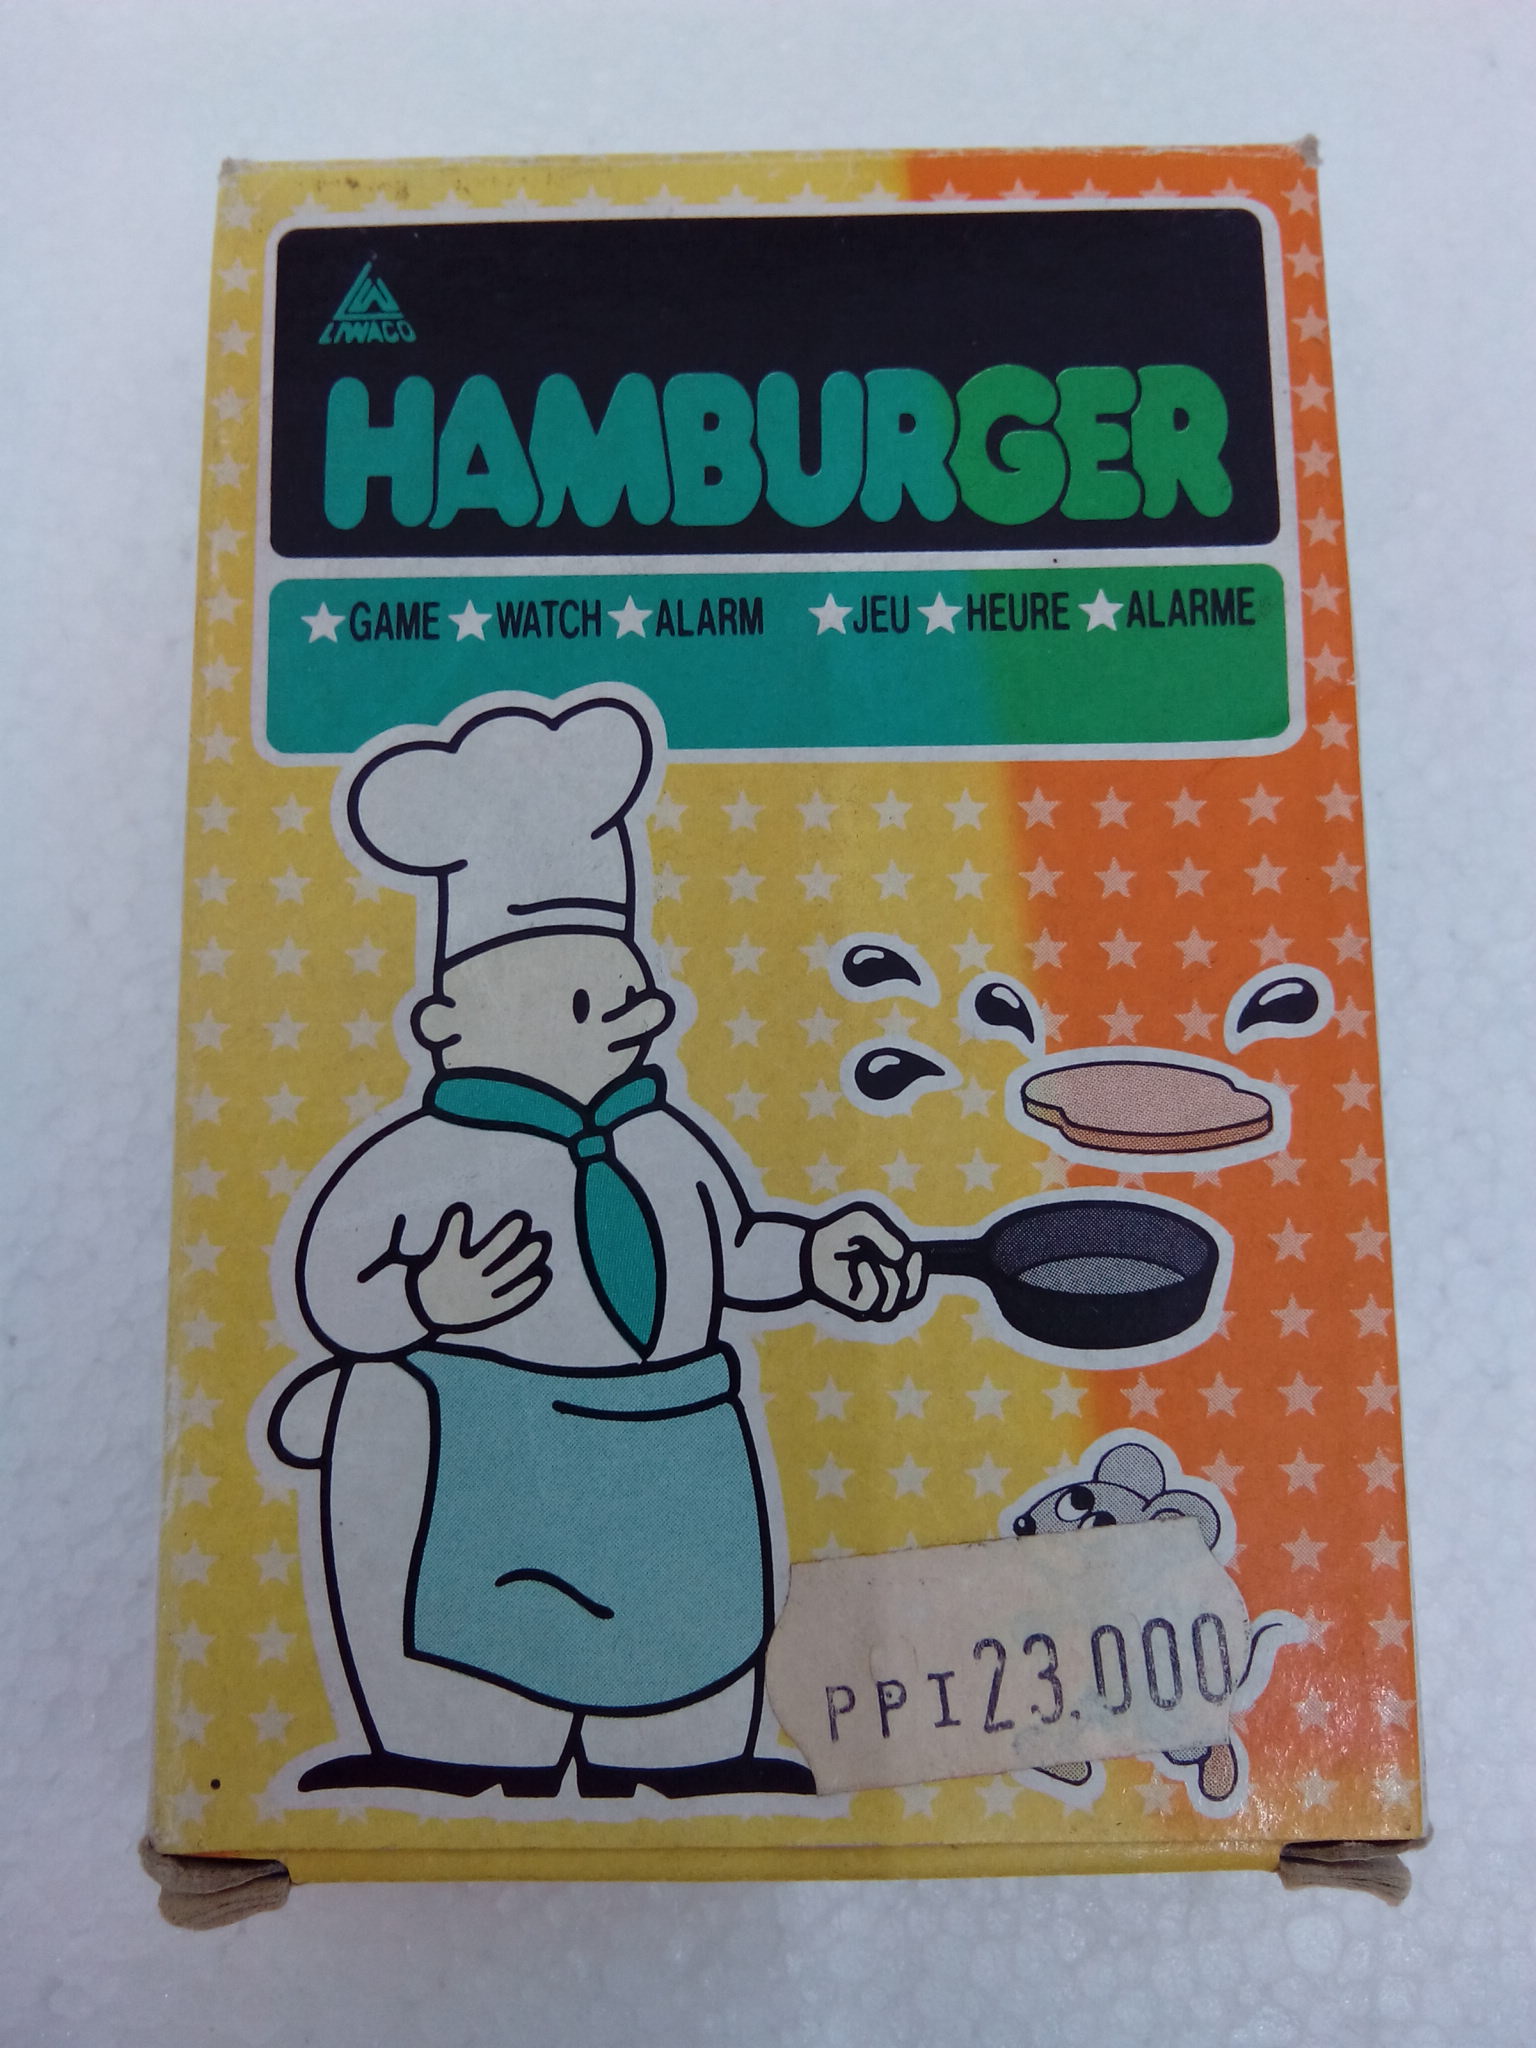 LIWACO
HAMBURGER
★GAME ★WATCH ★ALARM ★JEU ★HEURE ★ALARME
PPI23.000